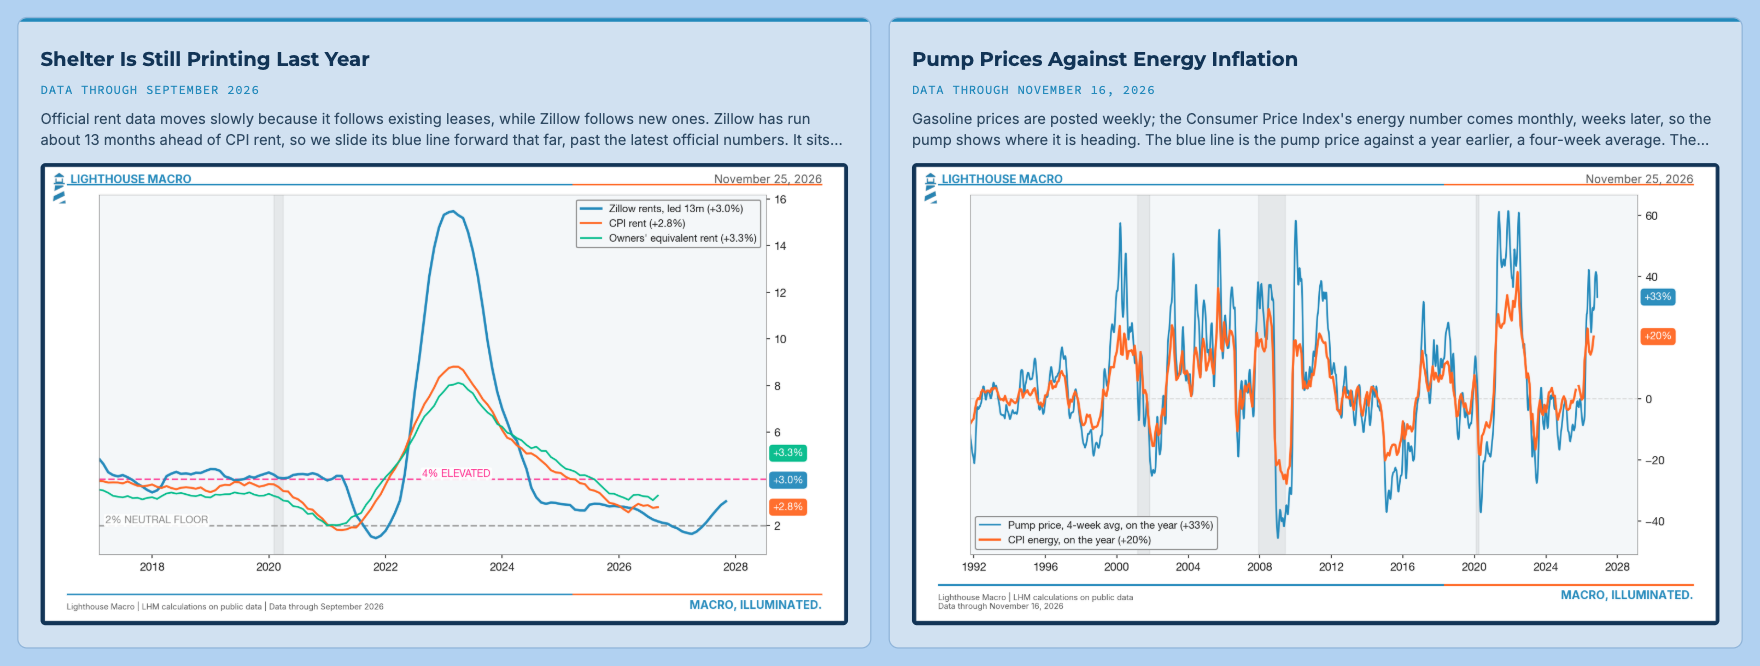 Shelter Is Still Printing Last Year
DATA THROUGH SEPTEMBER 2026
Official rent data moves slowly because it follows existing leases, while Zillow follows new ones. Zillow has run
about 13 months ahead of CPI rent, so we slide its blue line forward that far, past the latest official numbers. It sits...
LIGHTHOUSE MACRO
November 25, 2026
Zillow rents, led 13m (+3.0%)
CPI rent (+2.8%)
Owners' equivalent rent (+3.3%)
16
14
12
10
8
6
2
+3.3%
+3.0%
+2.8%
4% ELEVATED
2% NEUTRAL FLOOR
2018
2020
2022
2024
2026
2028
Lighthouse Macro | LHM calculations on public data | Data through September 2026
MACRO, ILLUMINATED.
Pump Prices Against Energy Inflation
DATA THROUGH NOVEMBER 16, 2026
Gasoline prices are posted weekly; the Consumer Price Index's energy number comes monthly, weeks later, so the
pump shows where it is heading. The blue line is the pump price against a year earlier, a four-week average. The...
LIGHTHOUSE MACRO
November 25, 2026
60
40
+33%
+20%
0
−20
−40
Pump price, 4-week avg, on the year (+33%)
CPI energy, on the year (+20%)
1992
1996
2000
2004
2008
2012
2016
2020
2024
2028
Lighthouse Macro | LHM calculations on public data
Data through November 16, 2026
MACRO, ILLUMINATED.